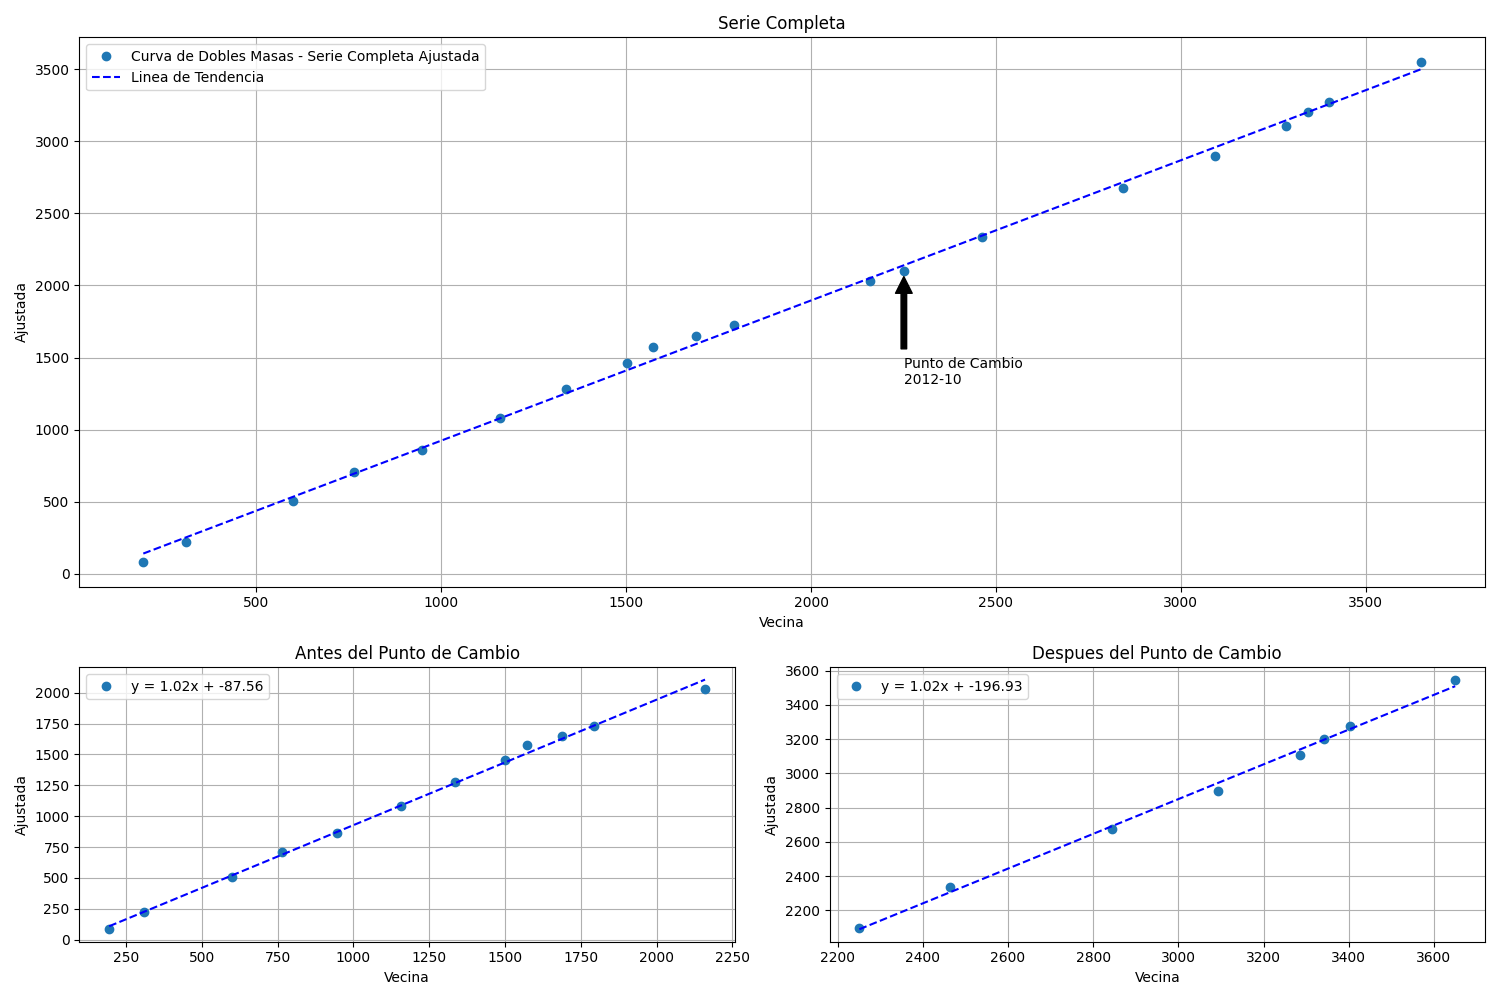 Serie Completa
Curva de Dobles Masas - Serie Completa Ajustada
Linea de Tendencia
3500
3000
2500
2000
1500
1000
500
0
Ajustada
Punto de Cambio
2012-10
500 1000 1500 2000 2500 3000 3500
Vecina
Antes del Punto de Cambio
y = 1.02x + -87.56
2000
1750
1500
1250
1000
750
500
250
0
Ajustada
250 500 750 1000 1250 1500 1750 2000 2250
Vecina
Despues del Punto de Cambio
y = 1.02x + -196.93
3600
3400
3200
3000
2800
2600
2400
2200
Ajustada
2200 2400 2600 2800 3000 3200 3400 3600
Vecina